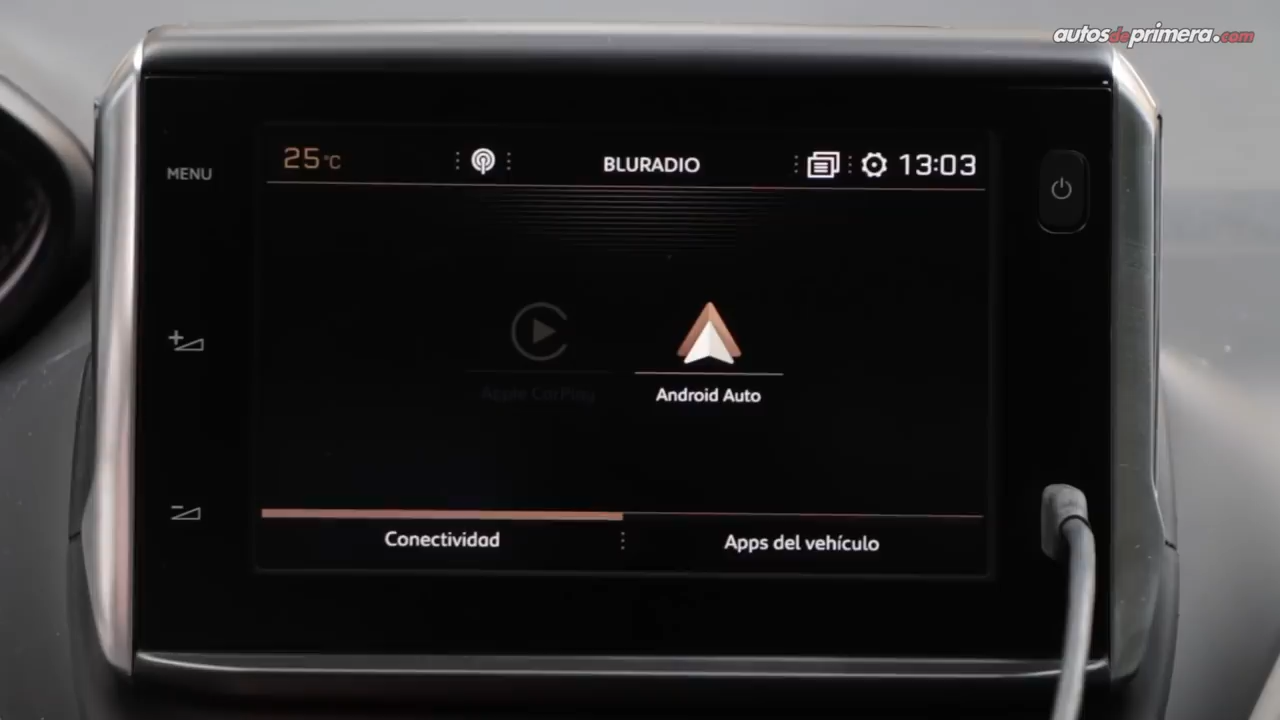 autosdeprimera.com
MENU
25°C
BLURADIO
13:03
Apple CarPlay
Android Auto
Conectividad
Apps del vehículo